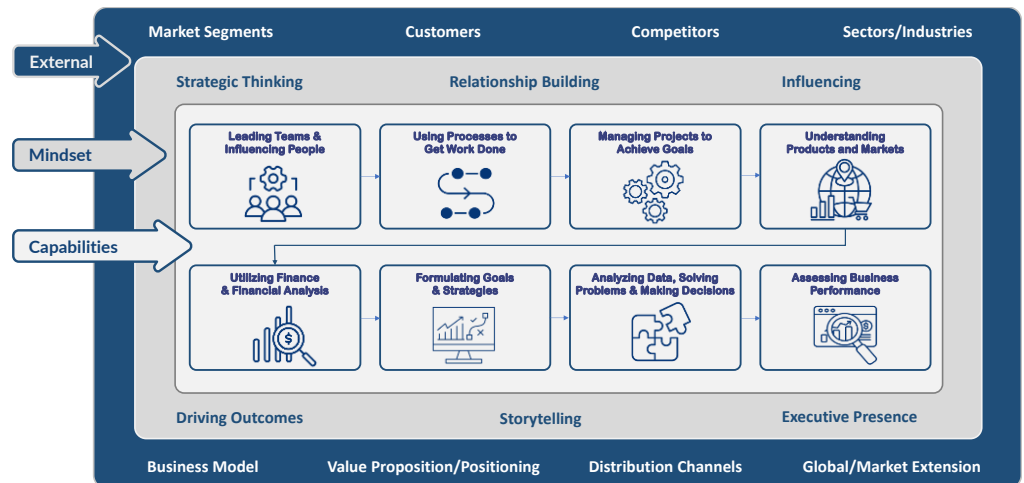 Market Segments
Customers
Competitors
Sectors/Industries
External
Strategic Thinking
Relationship Building
Influencing
Mindset
Leading Teams &
Influencing People
Using Processes to
Get Work Done
Managing Projects to
Achieve Goals
Understanding
Products and Markets
Capabilities
Utilizing Finance
& Financial Analysis
$
Formulating Goals
& Strategies
Analyzing Data, Solving
Problems & Making Decisions
Assessing Business
Performance
$
Driving Outcomes
Storytelling
Executive Presence
Business Model
Value Proposition/Positioning
Distribution Channels
Global/Market Extension